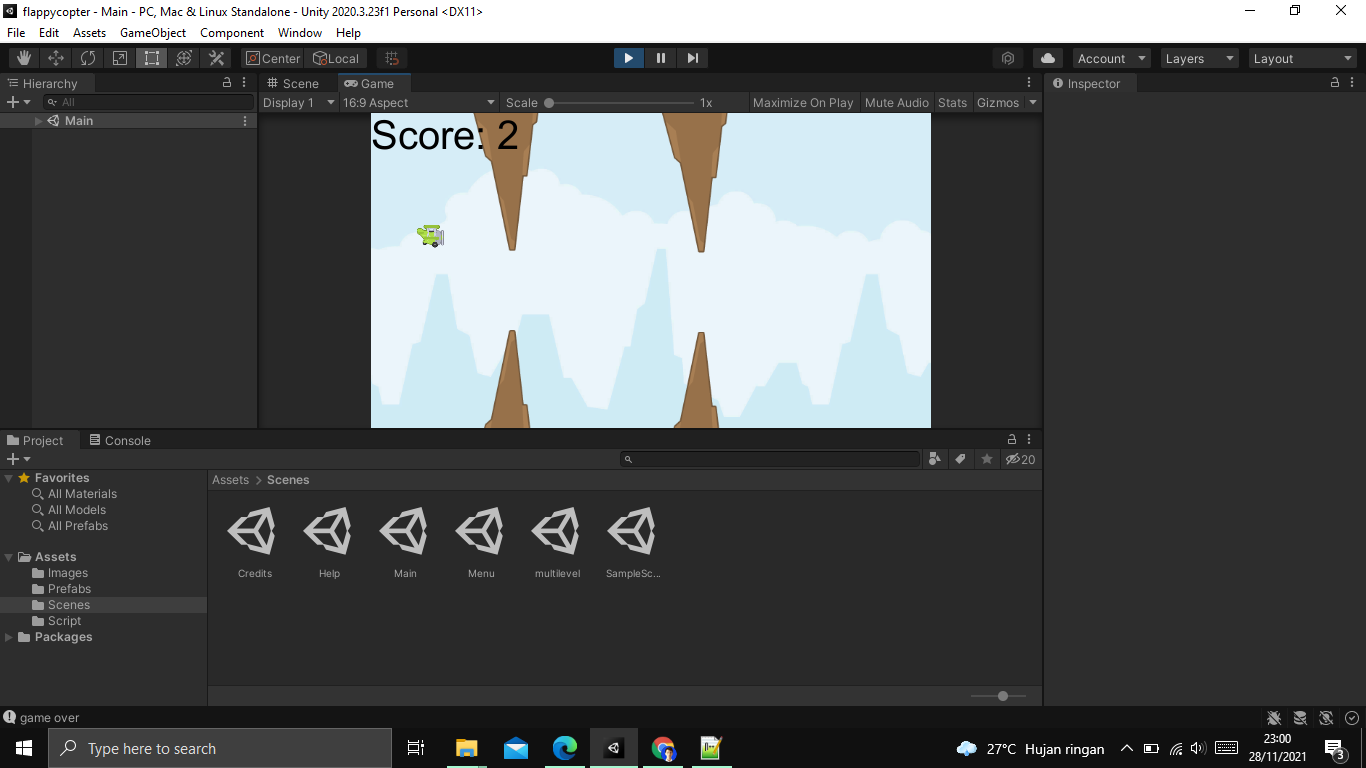 flappycopter - Main - PC, Mac & Linux Standalone - Unity 2020.3.23f1 Personal <DX11>
File Edit Assets GameObject Component Window Help
Center Local Account Layers Layout
Hierarchy Scene Game Inspector
All Display 1 16:9 Aspect Scale 1x Maximize On Play Mute Audio Stats Gizmos
Main
Score: 2
Project Console
20
Favorites Assets > Scenes
All Materials
All Models
All Prefabs
Assets
Images Credits Help Main Menu multilevel SampleSc...
Prefabs
Scenes
Script
Packages
game over
Type here to search 27°C Hujan ringan 23:00
28/11/2021 3